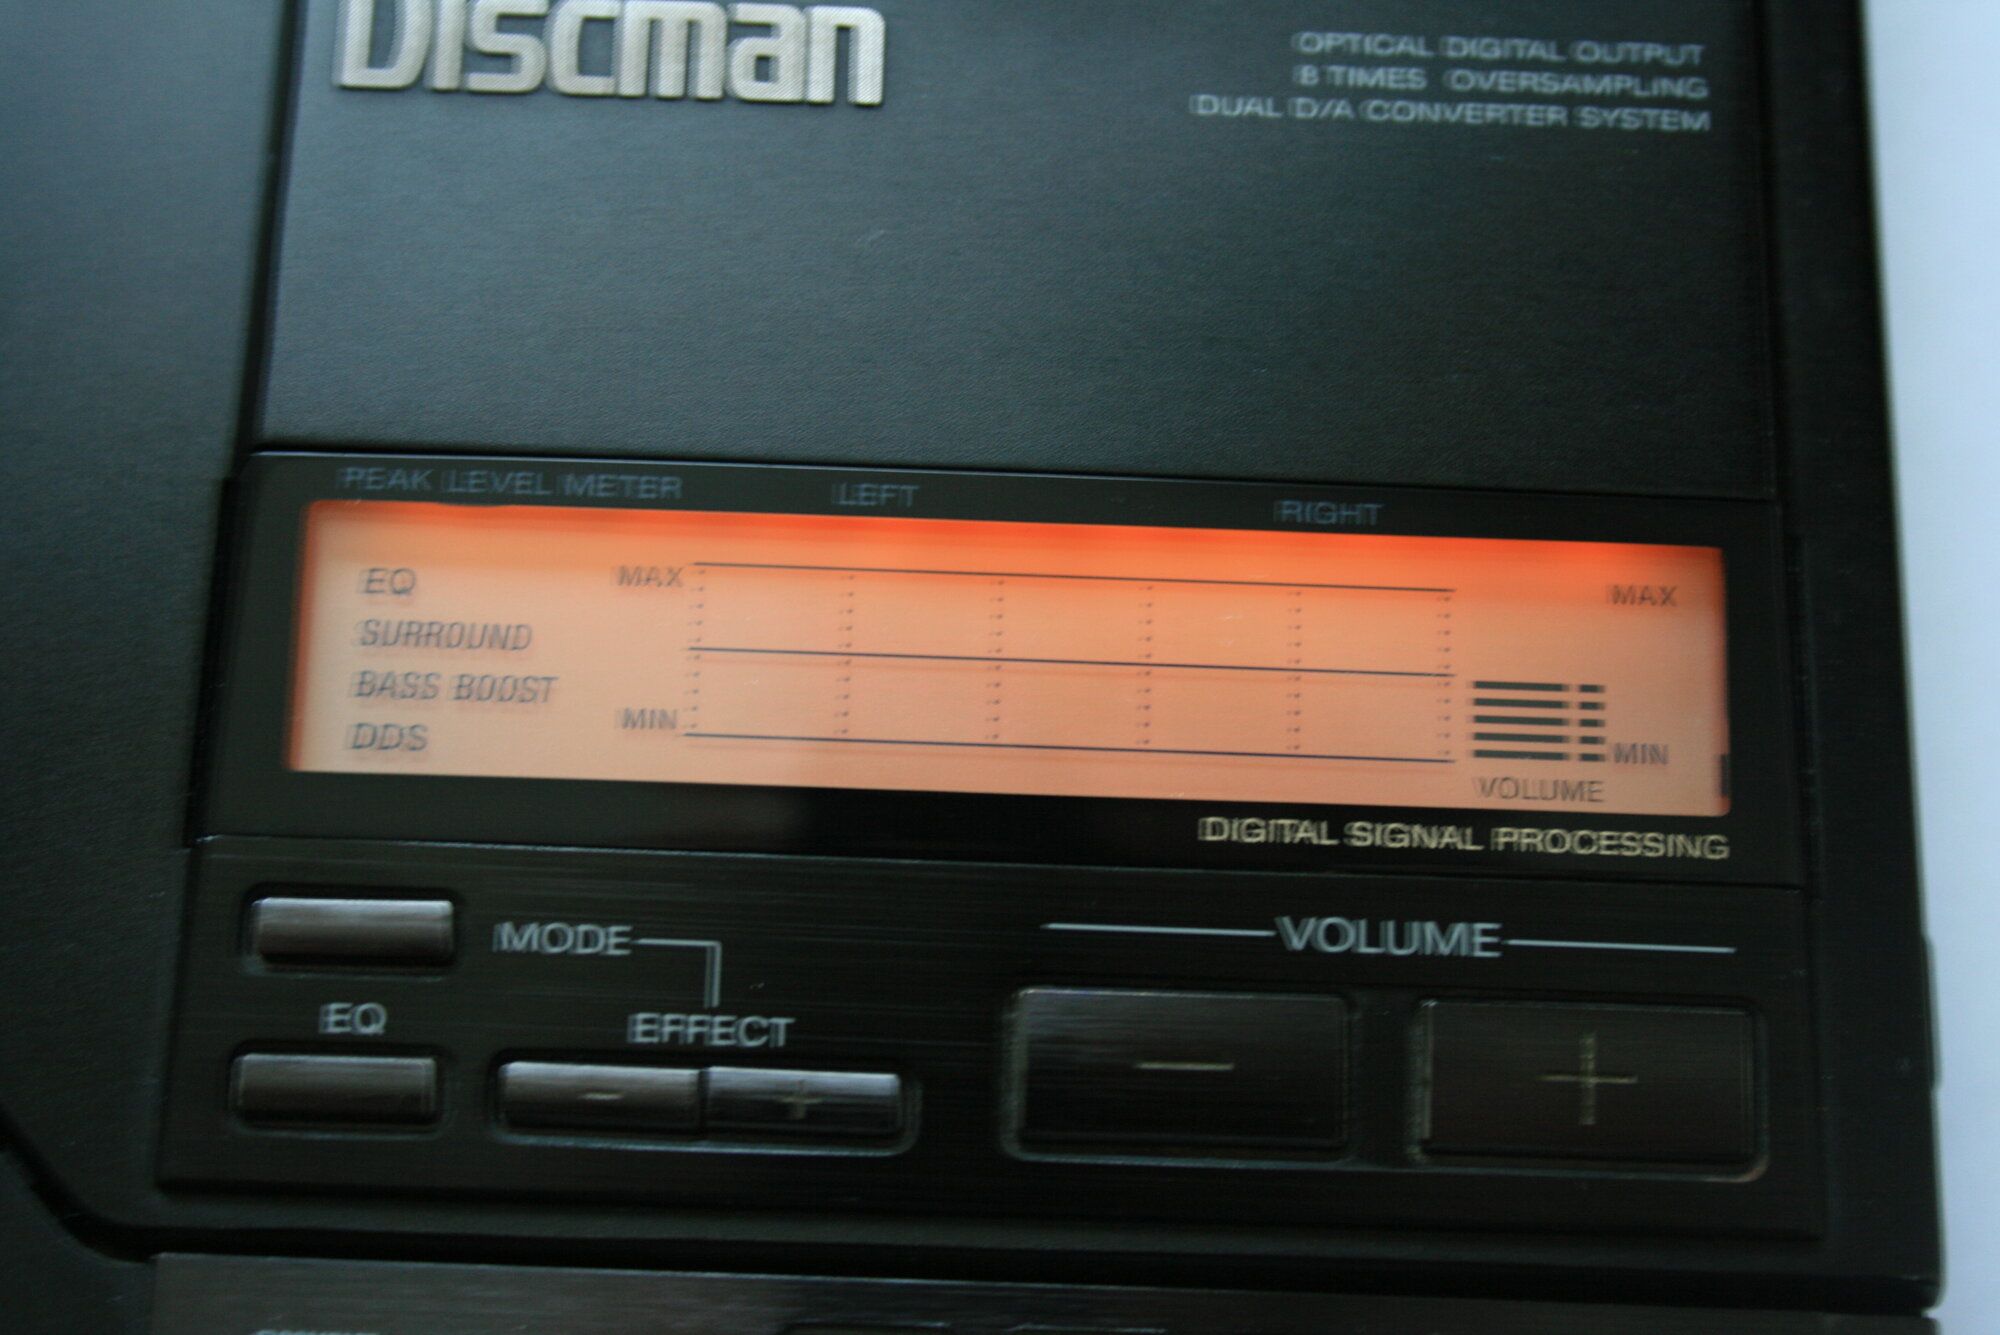 Discman
OPTICAL DIGITAL OUTPUT
8 TIMES OVERSAMPLING
DUAL D/A CONVERTER SYSTEM
PEAK LEVEL METER LEFT RIGHT
EQ MAX MAX
SURROUND
BASS BOOST
MIN MIN
DDS
VOLUME
DIGITAL SIGNAL PROCESSING
MODE VOLUME
EQ EFFECT
- + - +